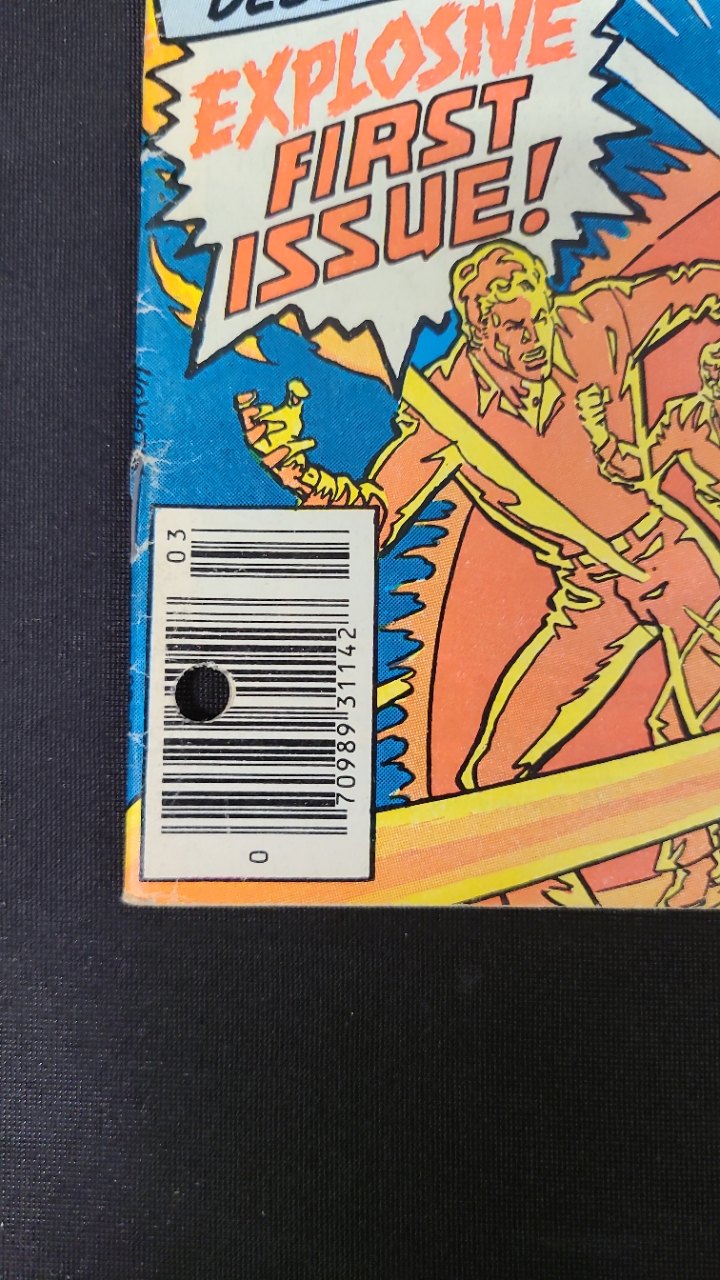 EXPLOSIVE
FIRST
ISSUE!
03
70989 31142
0